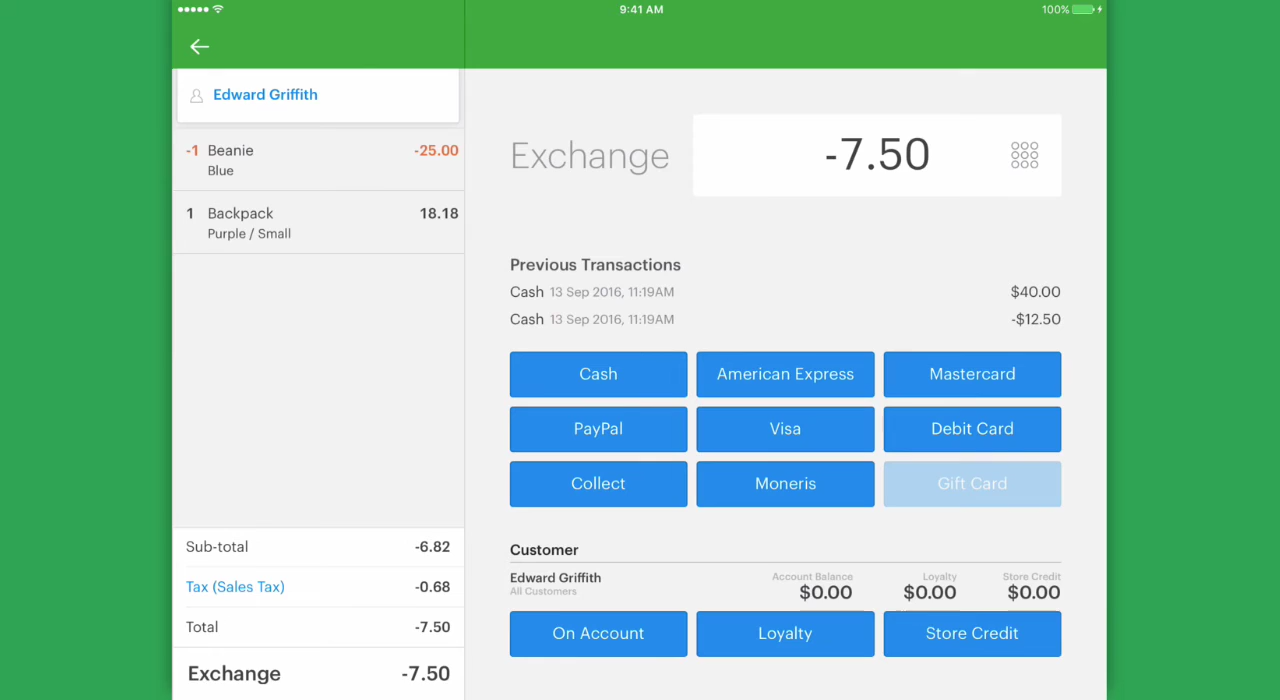 9:41 AM
100%
Edward Griffith
-1 Beanie -25.00
Blue
1 Backpack 18.18
Purple / Small
Sub-total -6.82
Tax (Sales Tax) -0.68
Total -7.50
Exchange -7.50
Exchange -7.50
Previous Transactions
Cash 13 Sep 2016, 11:19AM $40.00
Cash 13 Sep 2016, 11:19AM -$12.50
Cash American Express Mastercard
PayPal Visa Debit Card
Collect Moneris Gift Card
Customer
Edward Griffith Account Balance Loyalty Store Credit
All Customers $0.00 $0.00 $0.00
On Account Loyalty Store Credit